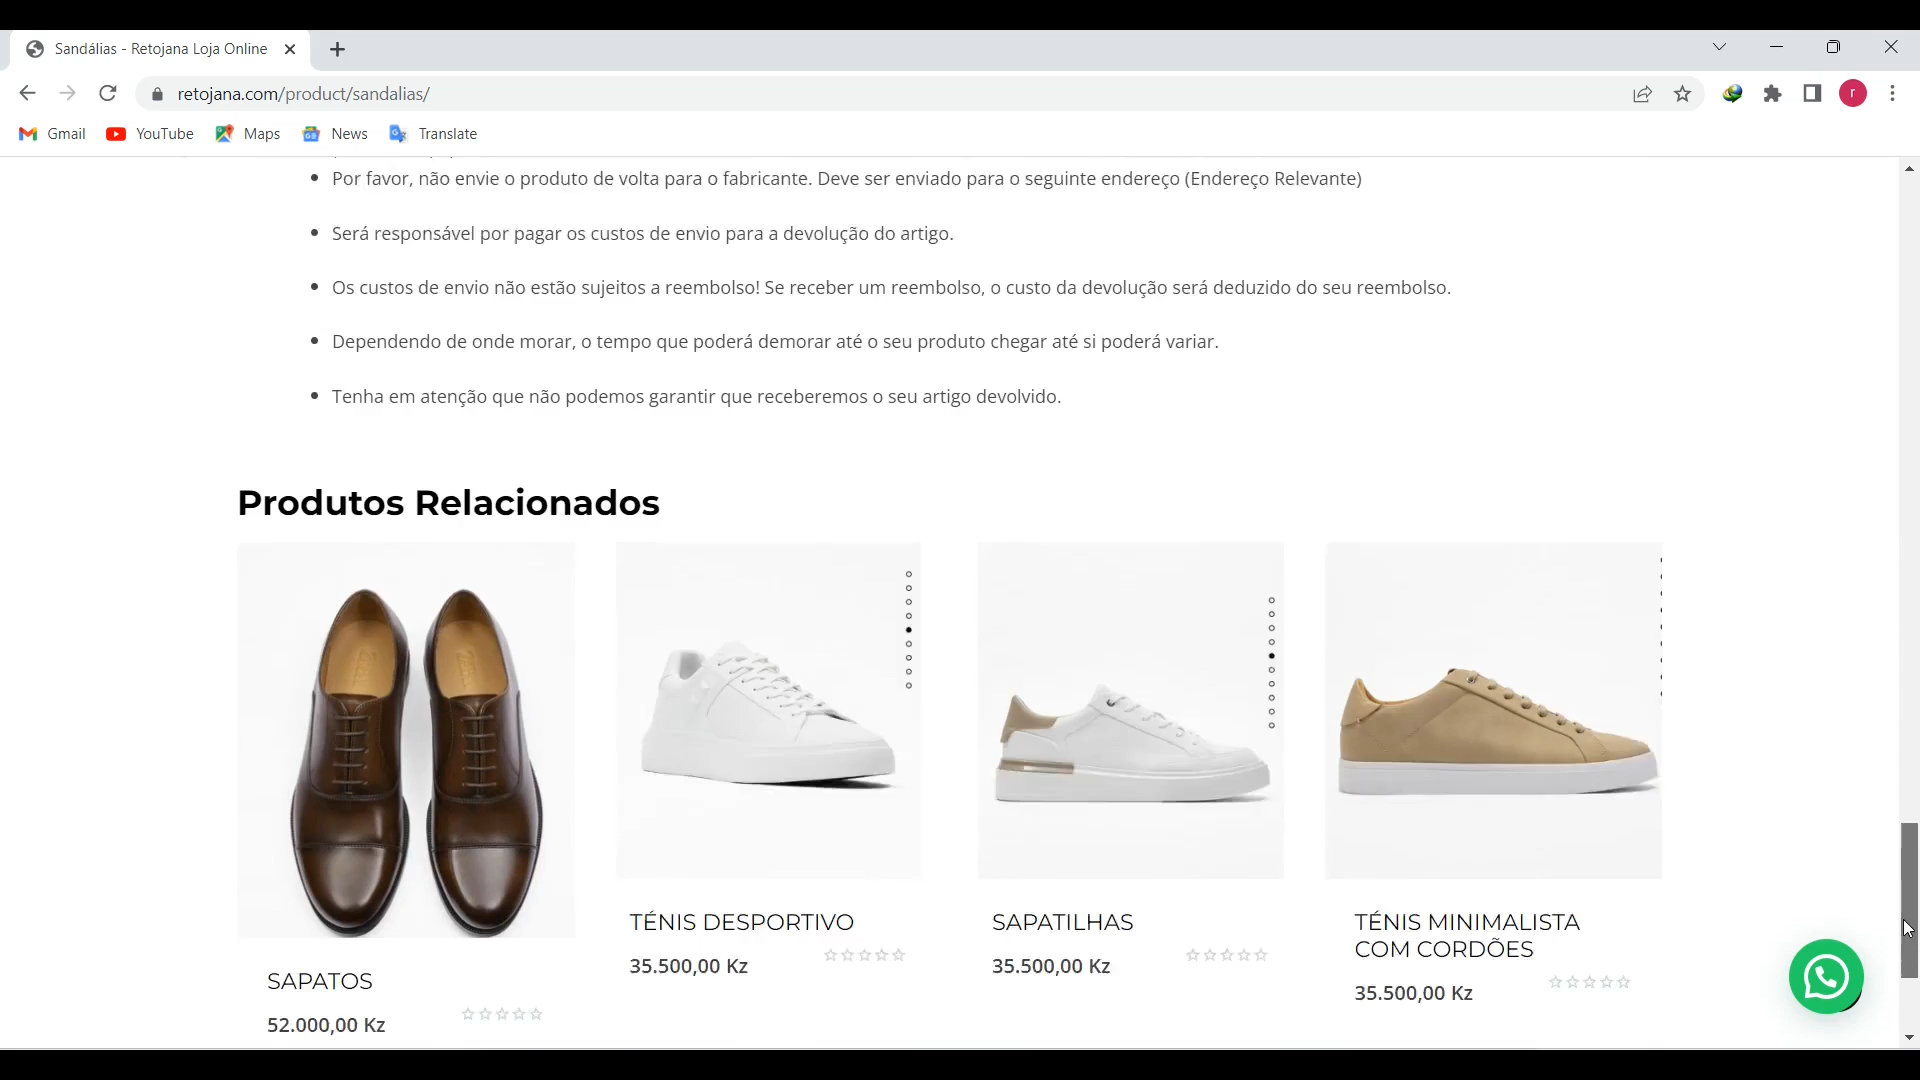 Sandálias - Retojana Loja Online
retojana.com/product/sandalias/
r
Gmail YouTube Maps News Translate
Por favor, não envie o produto de volta para o fabricante. Deve ser enviado para o seguinte endereço (Endereço Relevante)
Será responsável por pagar os custos de envio para a devolução do artigo.
Os custos de envio não estão sujeitos a reembolso! Se receber um reembolso, o custo da devolução será deduzido do seu reembolso.
Dependendo de onde morar, o tempo que poderá demorar até o seu produto chegar até si poderá variar.
Tenha em atenção que não podemos garantir que receberemos o seu artigo devolvido.
Produtos Relacionados
SAPATOS
52.000,00 Kz
TÉNIS DESPORTIVO
35.500,00 Kz
SAPATILHAS
35.500,00 Kz
TÉNIS MINIMALISTA
COM CORDÕES
35.500,00 Kz